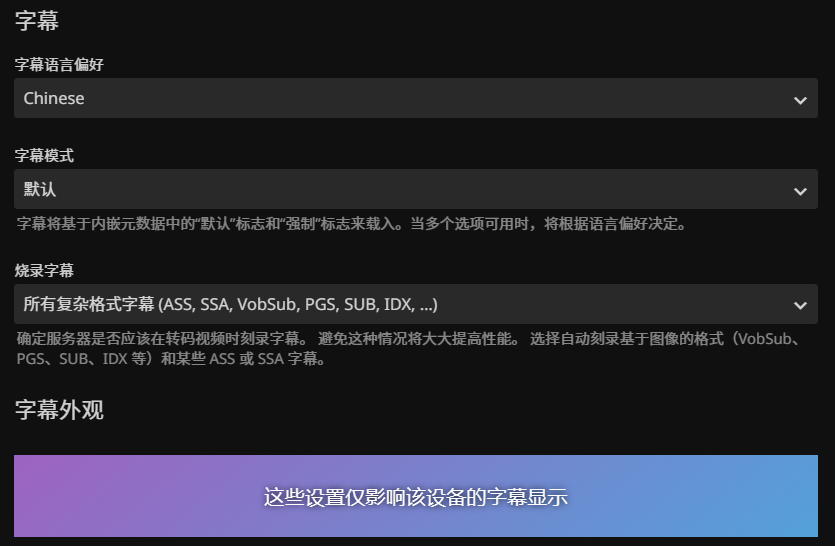 字幕
字幕语言偏好
Chinese
字幕模式
默认
字幕将基于内嵌元数据中的“默认”标志和“强制”标志来载入。当多个选项可用时，将根据语言偏好决定。
烧录字幕
所有复杂格式字幕 (ASS, SSA, VobSub, PGS, SUB, IDX, ...)
确定服务器是否应该在转码视频时刻录字幕。 避免这种情况将大大提高性能。 选择自动刻录基于图像的格式（VobSub、
PGS、SUB、IDX 等）和某些 ASS 或 SSA 字幕。
字幕外观
这些设置仅影响该设备的字幕显示